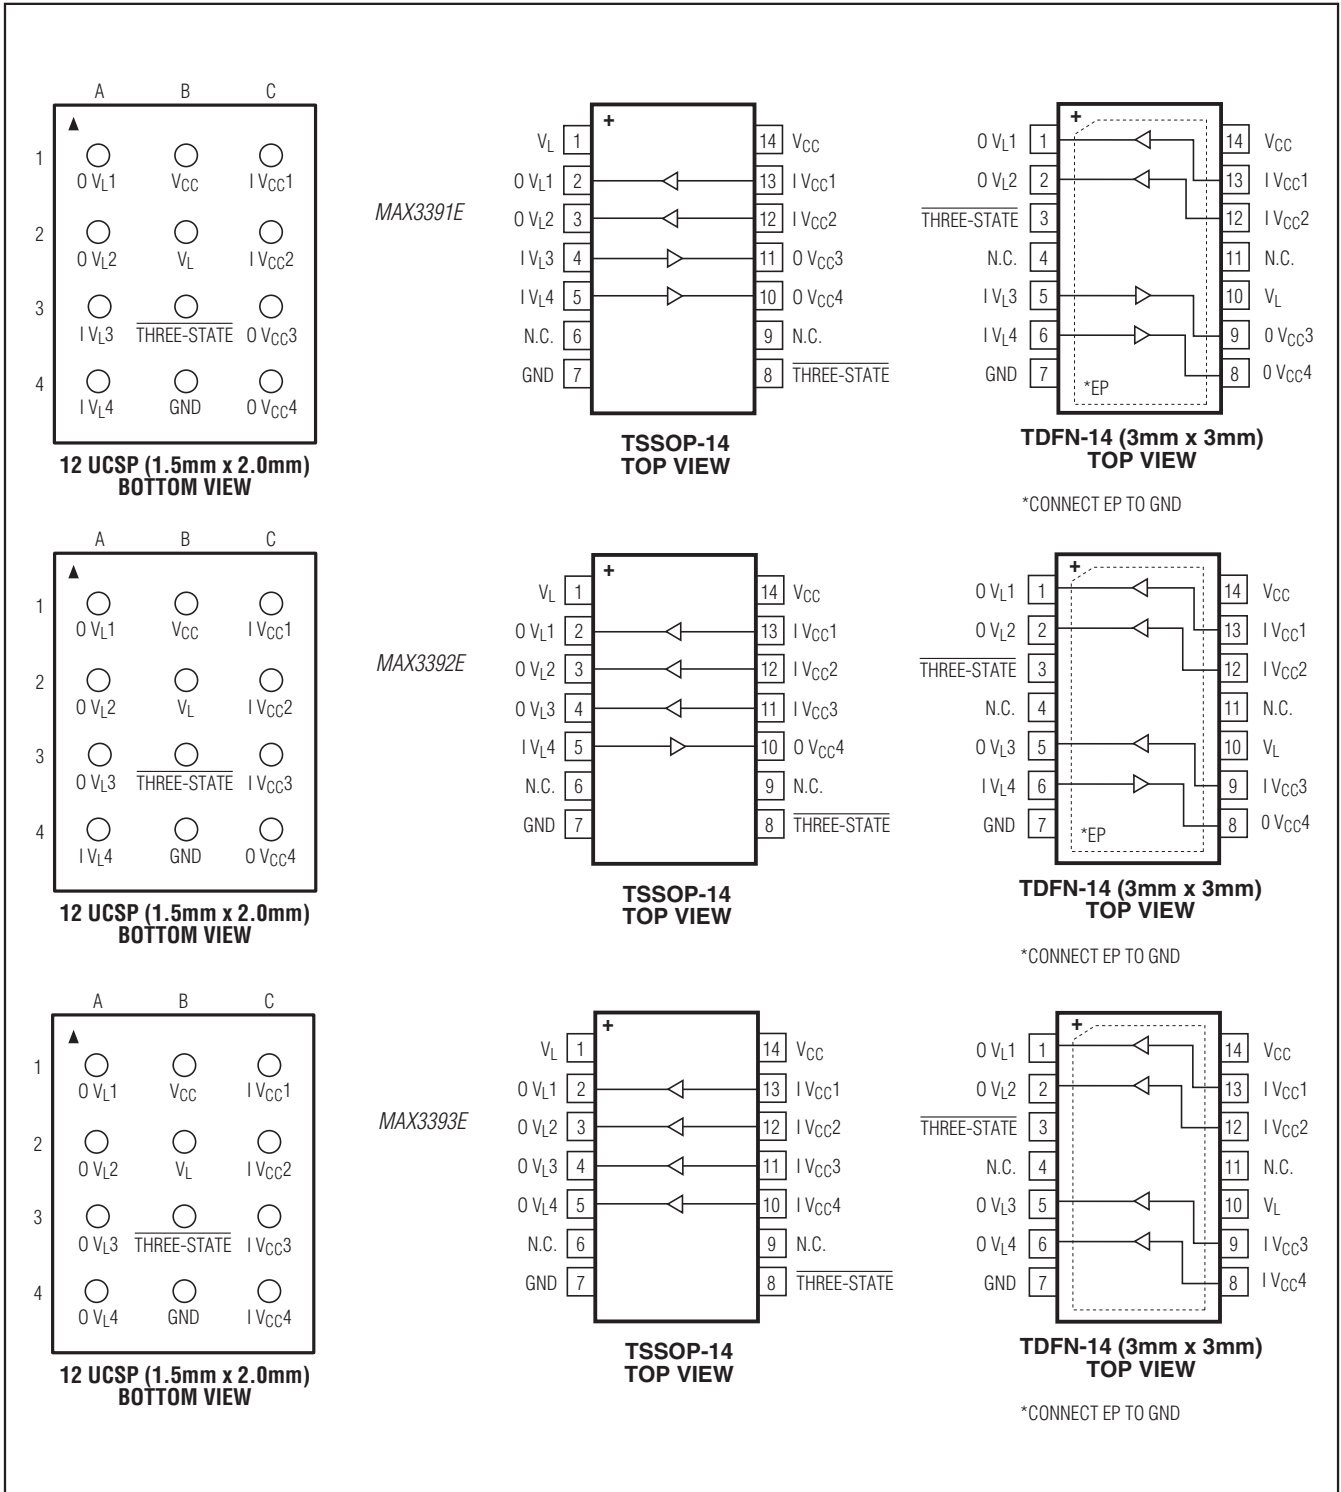 A B C
1
O VL1 VCC I VCC1
2
O VL2 VL I VCC2
3
I VL3 THREE-STATE O VCC3
4
I VL4 GND O VCC4
12 UCSP (1.5mm x 2.0mm)
BOTTOM VIEW
MAX3391E
+
VL 1 14 VCC
O VL1 2 13 I VCC1
O VL2 3 12 I VCC2
I VL3 4 11 O VCC3
I VL4 5 10 O VCC4
N.C. 6 9 N.C.
GND 7 8 THREE-STATE
TSSOP-14
TOP VIEW
+
O VL1 1 14 VCC
O VL2 2 13 I VCC1
THREE-STATE 3 12 I VCC2
N.C. 4 11 N.C.
I VL3 5 10 VL
I VL4 6 9 O VCC3
GND 7 *EP 8 O VCC4
TDFN-14 (3mm x 3mm)
TOP VIEW
*CONNECT EP TO GND
A B C
1
O VL1 VCC I VCC1
2
O VL2 VL I VCC2
3
O VL3 THREE-STATE I VCC3
4
I VL4 GND O VCC4
12 UCSP (1.5mm x 2.0mm)
BOTTOM VIEW
MAX3392E
+
VL 1 14 VCC
O VL1 2 13 I VCC1
O VL2 3 12 I VCC2
O VL3 4 11 I VCC3
I VL4 5 10 O VCC4
N.C. 6 9 N.C.
GND 7 8 THREE-STATE
TSSOP-14
TOP VIEW
+
O VL1 1 14 VCC
O VL2 2 13 I VCC1
THREE-STATE 3 12 I VCC2
N.C. 4 11 N.C.
O VL3 5 10 VL
I VL4 6 9 I VCC3
GND 7 *EP 8 O VCC4
TDFN-14 (3mm x 3mm)
TOP VIEW
*CONNECT EP TO GND
A B C
1
O VL1 VCC I VCC1
2
O VL2 VL I VCC2
3
O VL3 THREE-STATE I VCC3
4
O VL4 GND I VCC4
12 UCSP (1.5mm x 2.0mm)
BOTTOM VIEW
MAX3393E
+
VL 1 14 VCC
O VL1 2 13 I VCC1
O VL2 3 12 I VCC2
O VL3 4 11 I VCC3
O VL4 5 10 I VCC4
N.C. 6 9 N.C.
GND 7 8 THREE-STATE
TSSOP-14
TOP VIEW
+
O VL1 1 14 VCC
O VL2 2 13 I VCC1
THREE-STATE 3 12 I VCC2
N.C. 4 11 N.C.
O VL3 5 10 VL
O VL4 6 9 I VCC3
GND 7 8 I VCC4
TDFN-14 (3mm x 3mm)
TOP VIEW
*CONNECT EP TO GND